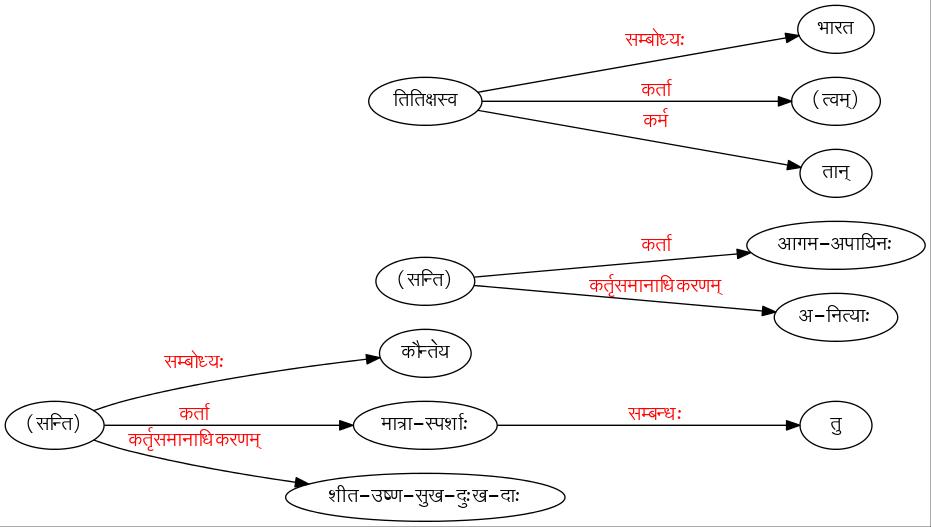 भारत
सम्बोध्यः
तितिक्षस्व
कर्ता
(त्वम्)
कर्म
तान्
कर्ता
आगम-अपायिनः
(सन्ति)
कर्तृसमानाधिकरणम्
अ-नित्याः
सम्बोध्यः
कौन्तेय
(सन्ति)
कर्ता
मात्रा-स्पर्शाः
सम्बन्धः
तु
कर्तृसमानाधिकरणम्
शीत-उष्ण-सुख-दुःख-दाः